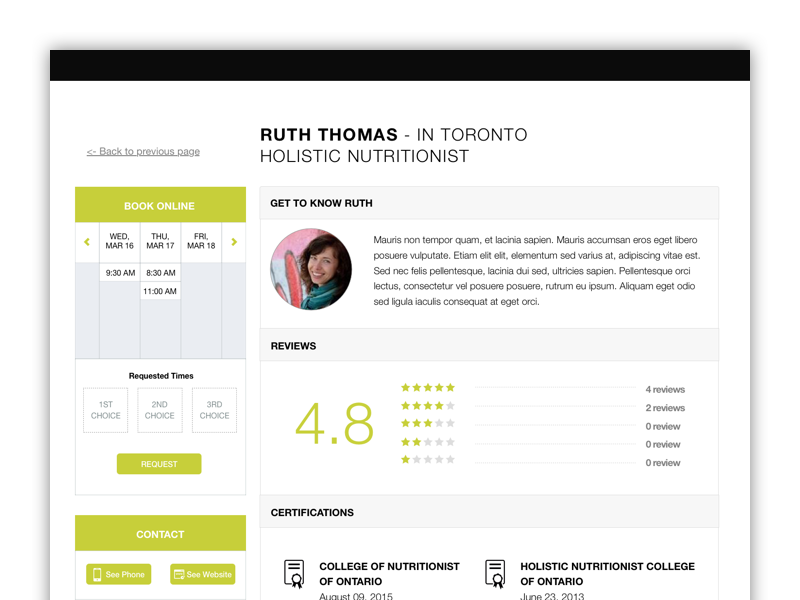 <- Back to previous page
RUTH THOMAS - IN TORONTO
HOLISTIC NUTRITIONIST
BOOK ONLINE
WED, MAR 16
THU, MAR 17
FRI, MAR 18
9:30 AM
8:30 AM
11:00 AM
Requested Times
1ST CHOICE
2ND CHOICE
3RD CHOICE
REQUEST
CONTACT
See Phone
See Website
GET TO KNOW RUTH
Mauris non tempor quam, et lacinia sapien. Mauris accumsan eros eget libero
posuere vulputate. Etiam elit elit, elementum sed varius at, adipiscing vitae est.
Sed nec felis pellentesque, lacinia dui sed, ultricies sapien. Pellentesque orci
lectus, consectetur vel posuere posuere, rutrum eu ipsum. Aliquam eget odio
sed ligula iaculis consequat at eget orci.
REVIEWS
4.8
4 reviews
2 reviews
0 review
0 review
0 review
CERTIFICATIONS
COLLEGE OF NUTRITIONIST
OF ONTARIO
August 09, 2015
HOLISTIC NUTRITIONIST COLLEGE
OF ONTARIO
June 23, 2013